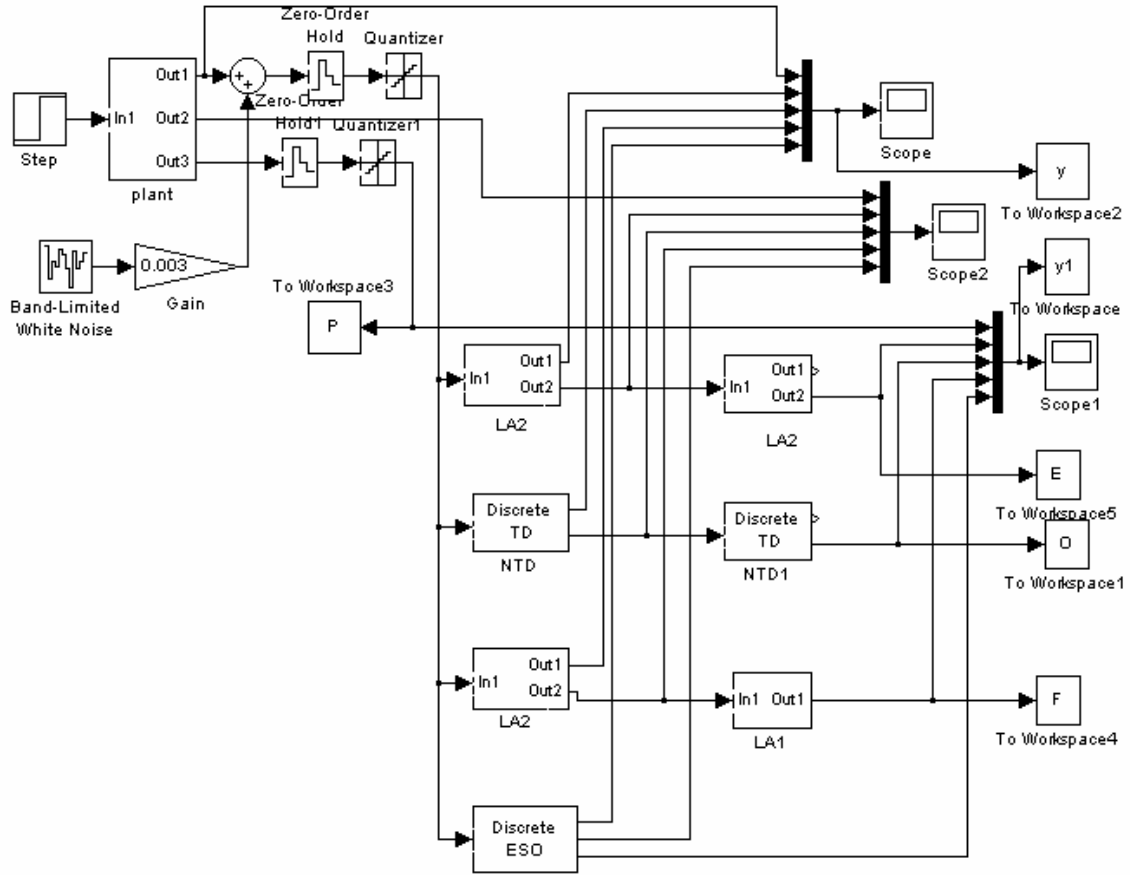 Zero-Order
Hold
Quantizer
Out1
In1
Out2
Out3
plant
Step
Zero-Order
Hold1
Quantizer1
Scope
y
To Workspace2
Scope2
Band-Limited
White Noise
0.003
Gain
To Workspace3
P
y1
To Workspace
Scope1
In1
Out1
Out2
LA2
In1
Out1
Out2
LA2
E
To Workspace5
Discrete
TD
NTD
Discrete
TD
NTD1
O
To Workspace1
In1
Out1
Out2
LA2
In1
Out1
LA1
F
To Workspace4
Discrete
ESO